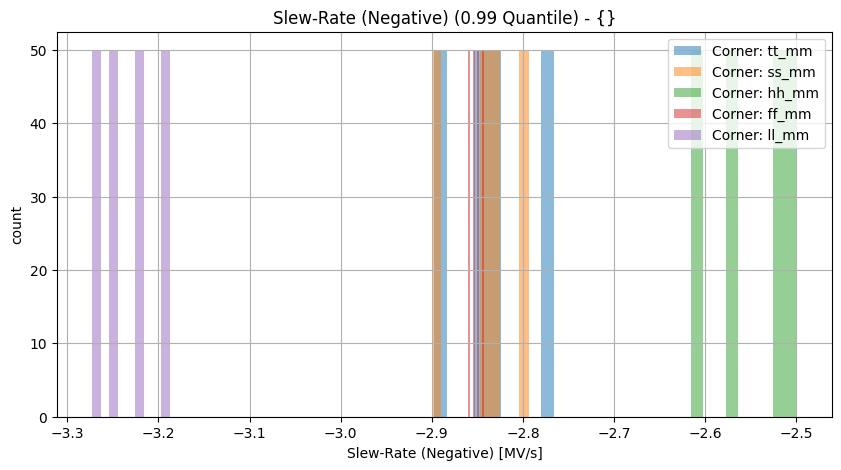 Slew-Rate (Negative) (0.99 Quantile) - {}
50
40
30
20
10
0
count
Corner: tt_mm
Corner: ss_mm
Corner: hh_mm
Corner: ff_mm
Corner: ll_mm
−3.3 −3.2 −3.1 −3.0 −2.9 −2.8 −2.7 −2.6 −2.5
Slew-Rate (Negative) [MV/s]